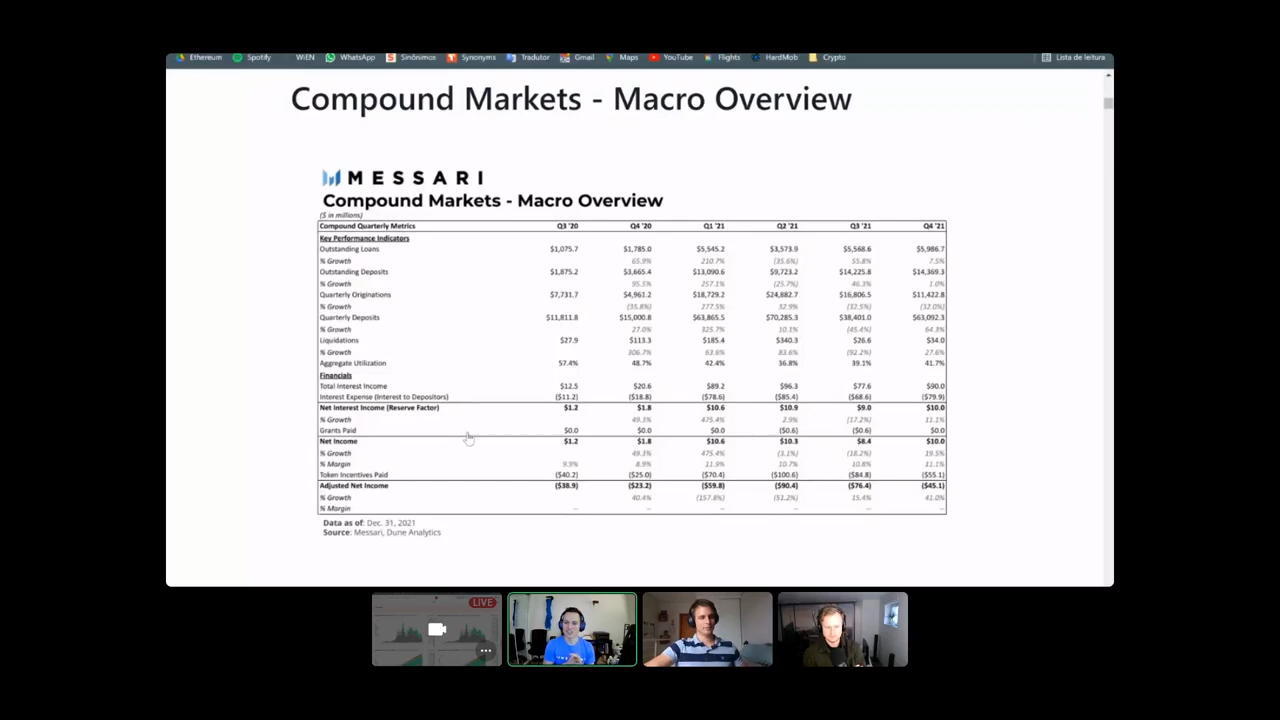 Ethereum Spotify WiEN WhatsApp Sinônimos Synonyms Tradutor Gmail Maps YouTube Flights HardMob Crypto Lista de leitura
Compound Markets - Macro Overview
MESSARI
Compound Markets - Macro Overview
($ in millions)
Compound Quarterly Metrics Q3 '20 Q4 '20 Q1 '21 Q2 '21 Q3 '21 Q4 '21
Key Performance Indicators
Outstanding Loans $1,075.7 $1,785.0 $5,545.2 $3,573.9 $5,568.6 $5,986.7
% Growth 65.9% 210.7% (35.6%) 55.8% 7.5%
Outstanding Deposits $1,875.2 $3,665.4 $13,090.6 $9,723.2 $14,225.8 $14,369.3
% Growth 95.5% 257.1% (25.7%) 46.3% 1.0%
Quarterly Originations $7,731.7 $4,961.2 $18,729.2 $24,882.7 $16,806.5 $11,422.8
% Growth (35.8%) 277.5% 32.9% (32.5%) (32.0%)
Quarterly Deposits $11,811.8 $15,000.8 $63,865.5 $70,285.3 $38,401.0 $63,092.3
% Growth 27.0% 325.7% 10.1% (45.4%) 64.3%
Liquidations $27.9 $113.3 $185.4 $340.3 $26.6 $34.0
% Growth 306.7% 63.6% 83.6% (92.2%) 27.6%
Aggregate Utilization 57.4% 48.7% 42.4% 36.8% 39.1% 41.7%
Financials
Total Interest Income $12.5 $20.6 $89.2 $96.3 $77.6 $90.0
Interest Expense (Interest to Depositors) ($11.2) ($18.8) ($78.6) ($85.4) ($68.6) ($79.9)
Net Interest Income (Reserve Factor) $1.2 $1.8 $10.6 $10.9 $9.0 $10.0
% Growth 49.3% 475.4% 2.9% (17.2%) 11.1%
Grants Paid $0.0 $0.0 $0.0 ($0.6) ($0.6) $0.0
Net Income $1.2 $1.8 $10.6 $10.3 $8.4 $10.0
% Growth 49.3% 475.4% (3.1%) (18.2%) 19.5%
% Margin 9.9% 8.9% 11.9% 10.7% 10.8% 11.1%
Token Incentives Paid ($40.2) ($25.0) ($70.4) ($100.6) ($84.8) ($55.1)
Adjusted Net Income ($38.9) ($23.2) ($59.8) ($90.4) ($76.4) ($45.1)
% Growth 40.4% (157.8%) (51.2%) 15.4% 41.0%
% Margin – – – – – –
Data as of: Dec. 31, 2021
Source: Messari, Dune Analytics
LIVE